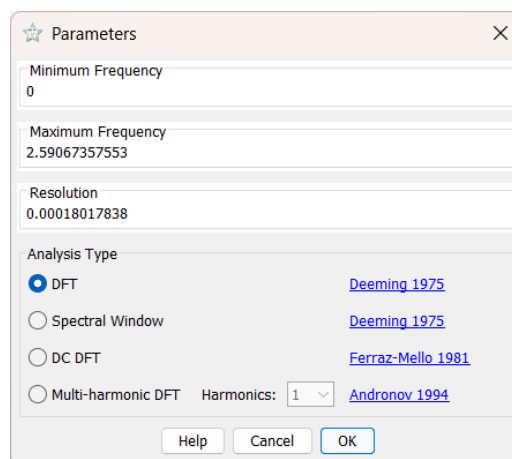 Parameters
Minimum Frequency
0
Maximum Frequency
2.59067357553
Resolution
0.00018017838
Analysis Type
DFT Deeming 1975
Spectral Window Deeming 1975
DC DFT Ferraz-Mello 1981
Multi-harmonic DFT Harmonics: 1 Andronov 1994
Help Cancel OK